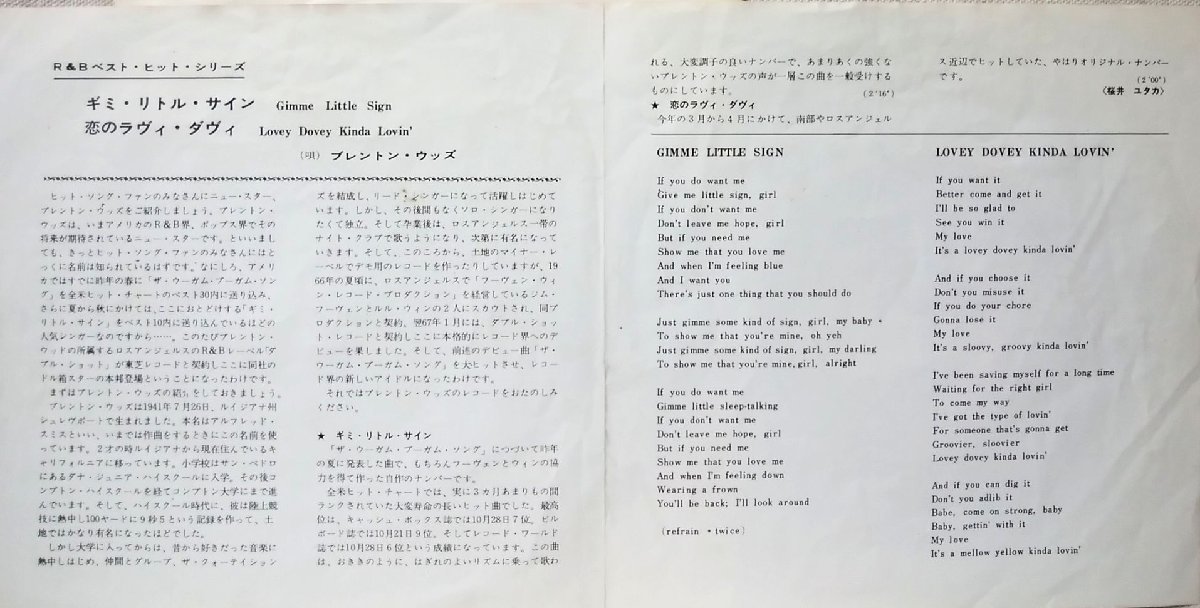 R&Bベスト・ヒット・シリーズ
ギミ・リトル・サイン Gimme Little Sign
恋のラヴィ・ダヴィ Lovey Dovey Kinda Lovin'
(唄) ブレントン・ウッズ
ヒット・ソング・ファンのみなさんにニュー・スター、
ブレントン・ウッズをご紹介しましょう。ブレントン・
ウッズは、いまアメリカのR&B界、ポップス界でその
将来が期待されているニュー・スターです。といいまし
ても、きっとヒット・ソング・ファンのみなさんにはと
っくに名前は知られているはずです。なにしろ、アメリ
カではすでに昨年の春に「ザ・ウーガム・ブーガム・ソン
グ」を全米ヒット・チャートのベスト30内に送り込み、
さらに夏から秋にかけては、ここにおとどけする「ギミ・
リトル・サイン」をベスト10内に送り込んでいるほどの
人気シンガーなのですから……。このたびブレントン・
ウッドの所属するロスアンジェルスのR&Bレーベル「ダ
ブル・ショット」が東芝レコードと契約しここに同社の
ドル箱スターの本邦登場ということになったわけです。
まずはブレントン・ウッズの紹介をしておきましょう。
ブレントン・ウッズは1941年7月26日、ルイジアナ州
シュレヴポートで生まれました。本名はアルフレッド・
スミスといい、いまでは作曲をするときにこの名前を使
っています。2才の時ルイジアナから現在住んでいるキ
ャリフォルニアに移っています。小学校はサン・ペドロ
にあるダナ・ジュニア・ハイスクールに入学。その後コ
ンプトン・ハイスクールを経てコンプトン大学にまで進
んでいます。そして、ハイスクール時代に、彼は陸上競
技に熱中し100ヤードに9秒5という記録を作って、土
地ではかなり有名になったほどでした。
しかし大学に入ってからは、昔から好きだった音楽に
熱中しはじめ、仲間とグループ、ザ・クォーテイション
ズを結成し、リード・シンガーになって活躍しはじめて
います。しかし、その後間もなくソロ・シンガーになり
たくて独立。そして卒業後は、ロスアンジェルス一帯の
ナイト・クラブで歌うようになり、次第に有名になって
いきます。そして、このころから、土地のマイナー・レ
ーベルでデモ用のレコードを作ったりしていますが、19
66年の夏頃に、ロスアンジェルスで「フーヴェン・ウィ
ン・レコード・プロダクション」を経営しているジム・
フーヴェンとルル・ウィンの2人にスカウトされ、同プ
ロダクションと契約、翌67年1月には、ダブル・ショッ
ト・レコードと契約しここに本格的にレコード界へのデ
ビューを果しました。そして、前述のデビュー曲「ザ・
ウーガム・ブーガム・ソング」を大ヒットさせ、レコー
ド界の新しいアイドルになったわけです。
それではブレントン・ウッズのレコードをおたのしみ
ください。
★ ギミ・リトル・サイン
「ザ・ウーガム・ブーガム・ソング」につづいて昨年
の夏に発表した曲で、もちろんフーヴェンとウィンの協
力を得て作った自作のナンバーです。
全米ヒット・チャートでは、実に3カ月あまりもの間
ランクされていた大変寿命の長いヒット曲でした。最高
位は、キャッシュ・ボックス誌では10月28日7位、ビル
ボード誌では10月21日9位、そしてレコード・ワールド
誌では10月28日6位という成績になっています。この曲
は、おききのように、はぎれのよいリズムに乗って歌わ
れる、大変調子の良いナンバーで、あまりあくの強くな
いブレントン・ウッズの声が一層この曲を一般受けする
ものにしています。 (2'16")
★ 恋のラヴィ・ダヴィ
今年の3月から4月にかけて、南部やロスアンジェル
ス近辺でヒットしていた、やはりオリジナル・ナンバー
です。 (2'00")
〈桜井 ユタカ〉
GIMME LITTLE SIGN
If you do want me
Give me little sign, girl
If you don't want me
Don't leave me hope, girl
But if you need me
Show me that you love me
And when I'm feeling blue
And I want you
There's just one thing that you should do
Just gimme some kind of sign, girl, my baby *
To show me that you're mine, oh yeh
Just gimme some kind of sign, girl, my darling
To show me that you're mine, girl, alright
If you do want me
Gimme little sleep-talking
If you don't want me
Don't leave me hope, girl
But if you need me
Show me that you love me
And when I'm feeling down
Wearing a frown
You'll be back; I'll look around
(refrain * twice)
LOVEY DOVEY KINDA LOVIN'
If you want it
Better come and get it
I'll be so glad to
See you win it
My love
It's a lovey dovey kinda lovin'
And if you choose it
Don't you misuse it
If you do your chore
Gonna lose it
My love
It's a sloovy, groovy kinda lovin'
I've been saving myself for a long time
Waiting for the right girl
To come my way
I've got the type of lovin'
For someone that's gonna get
Groovier, sloovier
Lovey dovey kinda lovin'
And if you can dig it
Don't you adlib it
Babe, come on strong, baby
Baby, gettin' with it
My love
It's a mellow yellow kinda lovin'